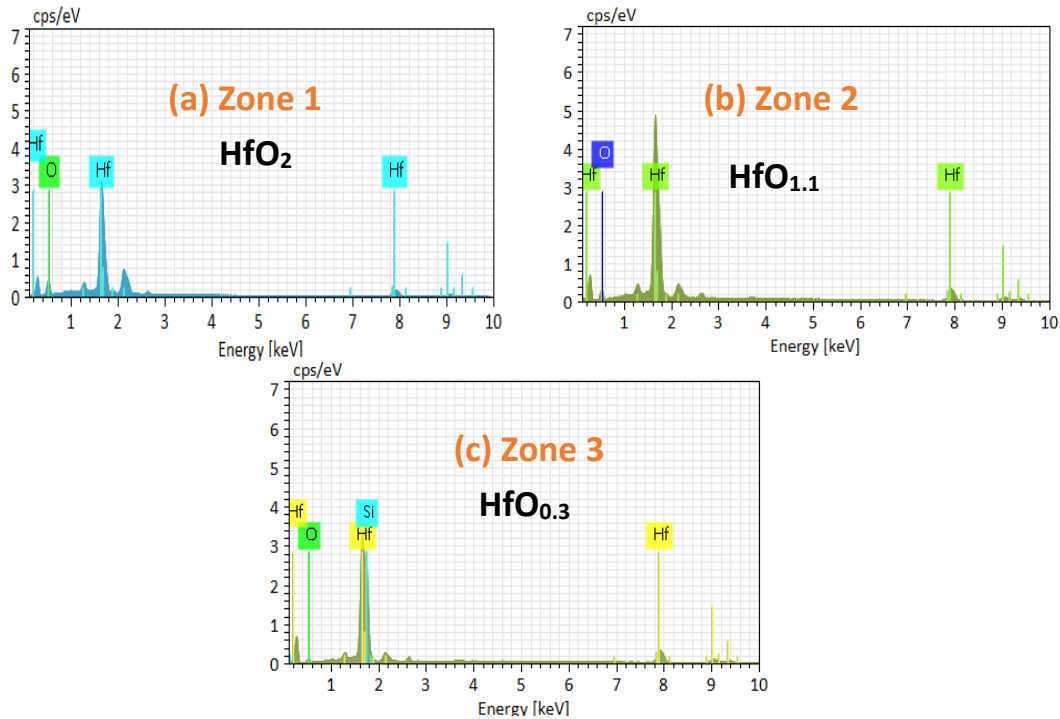 cps/eV
7
6
5
4
3
2
1
0
(a) Zone 1
HfO₂
Hf
O
Hf
Hf
1 2 3 4 5 6 7 8 9 10
Energy [keV]
cps/eV
7
6
5
4
3
2
1
0
(b) Zone 2
HfO₁.₁
O
Hf
Hf
Hf
1 2 3 4 5 6 7 8 9 10
Energy [keV]
cps/eV
7
6
5
4
3
2
1
0
(c) Zone 3
HfO₀.₃
Hf
Si
O
Hf
Hf
1 2 3 4 5 6 7 8 9 10
Energy [keV]